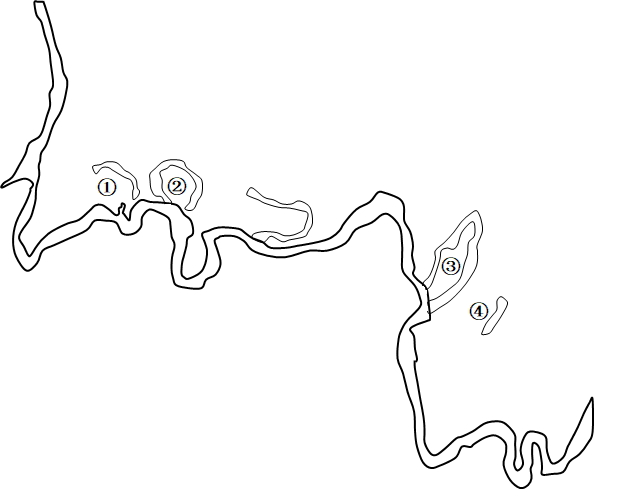 ①
②
③
④